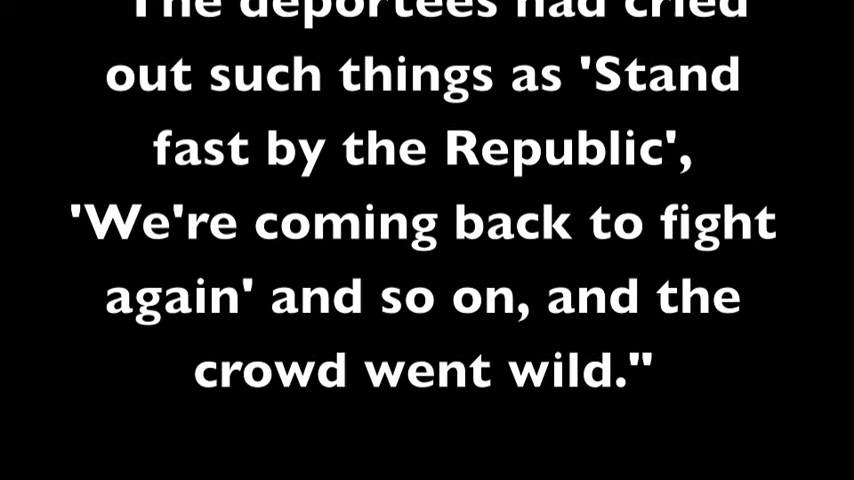 "The deportees had cried
out such things as 'Stand
fast by the Republic',
'We're coming back to fight
again' and so on, and the
crowd went wild."